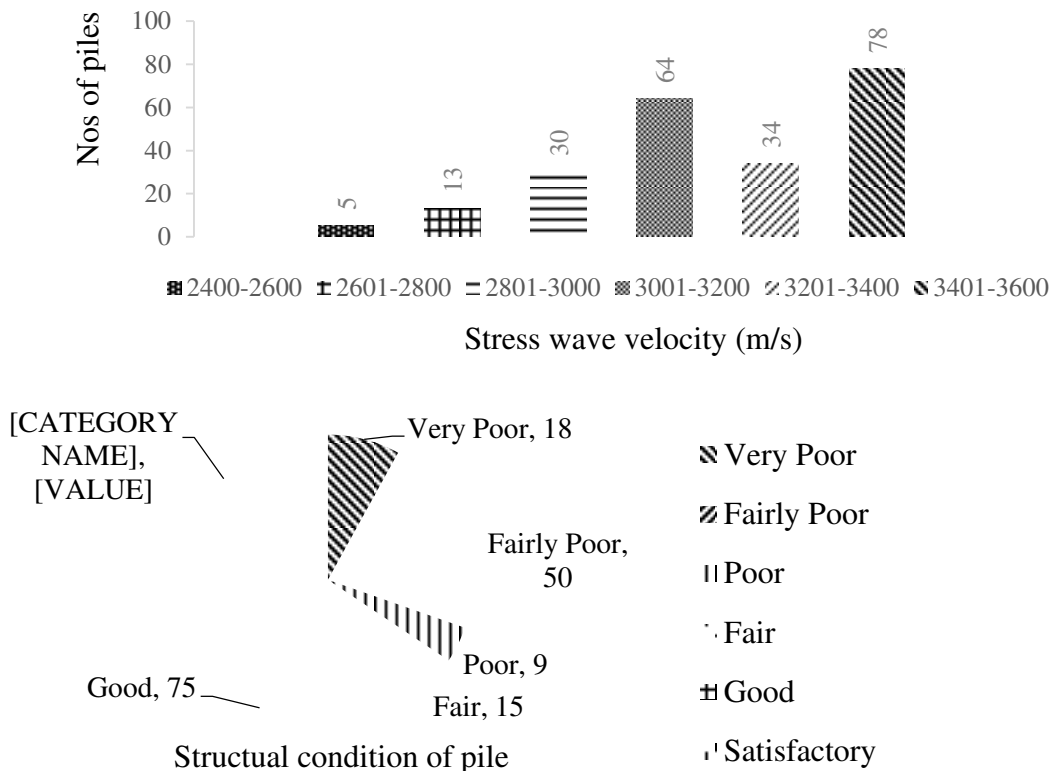 100
80
60
40
20
0
Nos of piles
5
13
30
64
34
78
2400-2600 2601-2800 2801-3000 3001-3200 3201-3400 3401-3600
Stress wave velocity (m/s)
[CATEGORY
NAME],
[VALUE]
Very Poor, 18
Fairly Poor,
50
Poor, 9
Fair, 15
Good, 75
Structual condition of pile
Very Poor
Fairly Poor
Poor
Fair
Good
Satisfactory